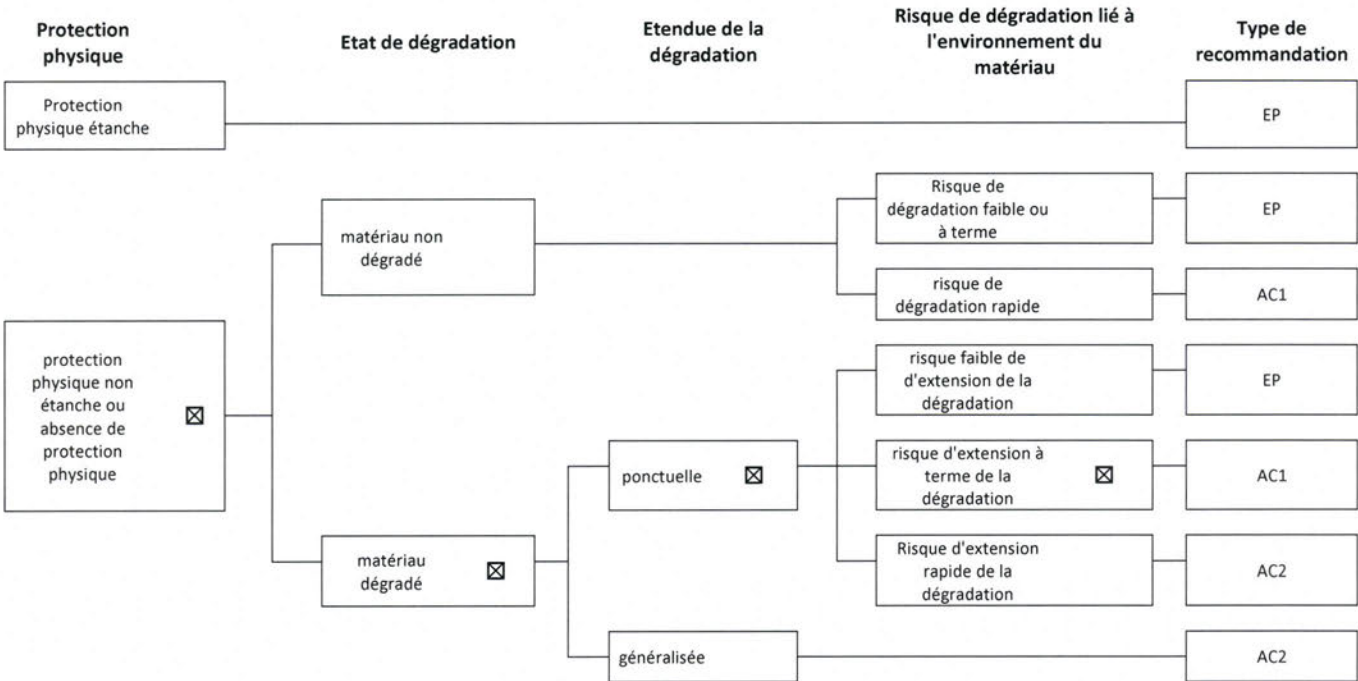 Protection
physique
Etat de dégradation
Etendue de la
dégradation
Risque de dégradation lié à
l'environnement du
matériau
Type de
recommandation
Protection
physique étanche
EP
matériau non
dégradé
Risque de
dégradation faible ou
à terme
EP
risque de
dégradation rapide
AC1
protection
physique non
étanche ou
absence de
protection
physique
risque faible de
d'extension de la
dégradation
EP
ponctuelle
risque d'extension à
terme de la
dégradation
AC1
matériau
dégradé
Risque d'extension
rapide de la
dégradation
AC2
généralisée
AC2